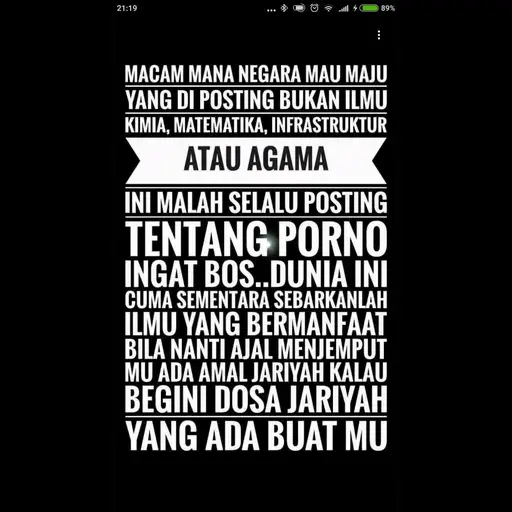 21:19
89%
MACAM MANA NEGARA MAU MAJU
YANG DI POSTING BUKAN ILMU
KIMIA, MATEMATIKA, INFRASTRUKTUR
ATAU AGAMA
INI MALAH SELALU POSTING
TENTANG PORNO
INGAT BOS..DUNIA INI
CUMA SEMENTARA SEBARKANLAH
ILMU YANG BERMANFAAT
BILA NANTI AJAL MENJEMPUT
MU ADA AMAL JARIYAH KALAU
BEGINI DOSA JARIYAH
YANG ADA BUAT MU